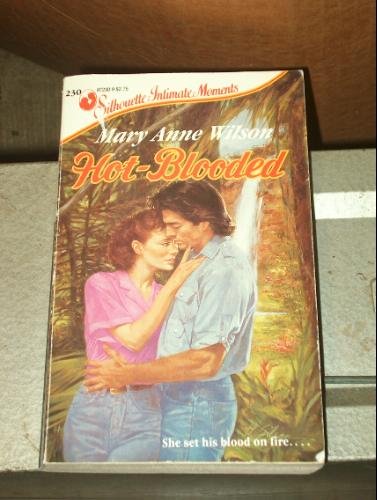 230
Silhouette Intimate Moments
Mary Anne Wilson
Hot-Blooded
She set his blood on fire....